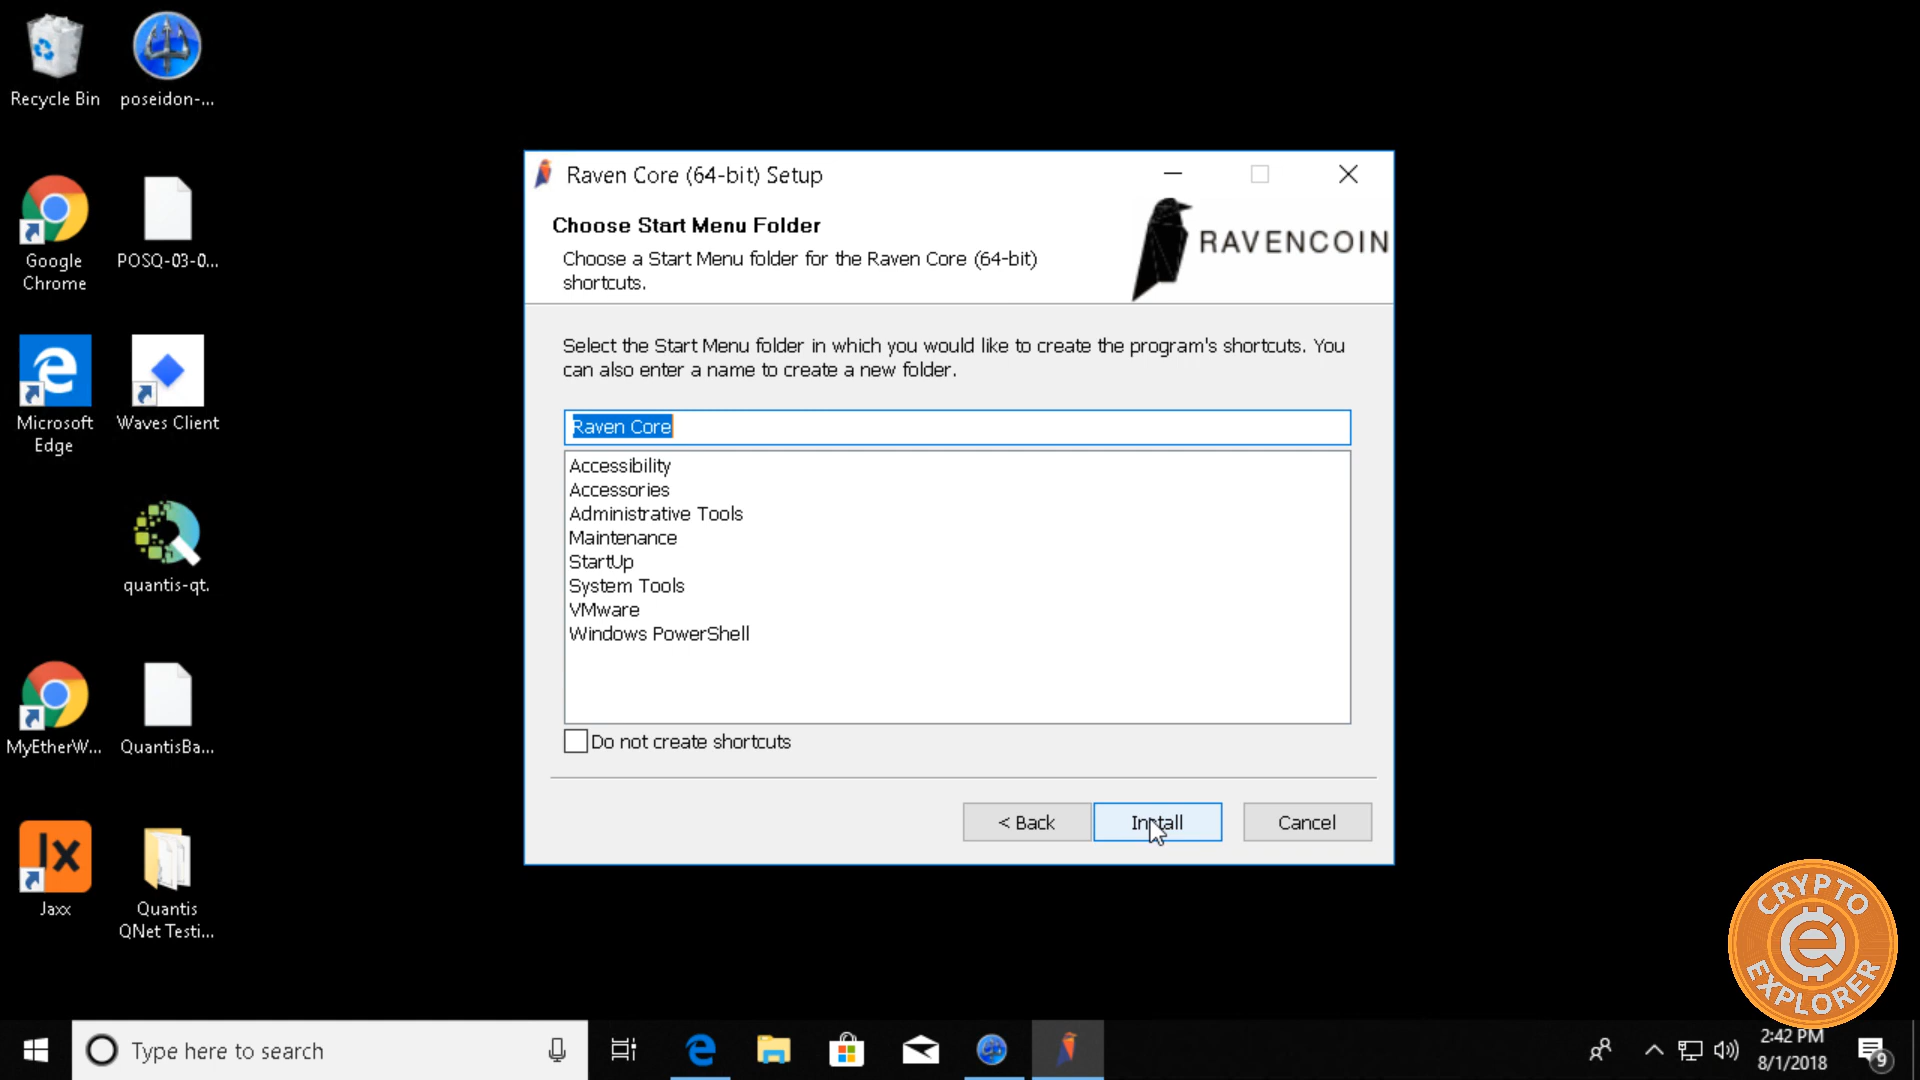 Recycle Bin
poseidon-...
Google
Chrome
POSQ-03-0...
Microsoft
Edge
Waves Client
quantis-qt.
MyEtherW...
QuantisBa...
Jaxx
Quantis
QNet Testi...
Raven Core (64-bit) Setup
Choose Start Menu Folder
Choose a Start Menu folder for the Raven Core (64-bit)
shortcuts.
RAVENCOIN
Select the Start Menu folder in which you would like to create the program's shortcuts. You
can also enter a name to create a new folder.
Raven Core
Accessibility
Accessories
Administrative Tools
Maintenance
StartUp
System Tools
VMware
Windows PowerShell
Do not create shortcuts
< Back
Install
Cancel
CRYPTO
EXPLORER
Type here to search
2:42 PM
8/1/2018
9